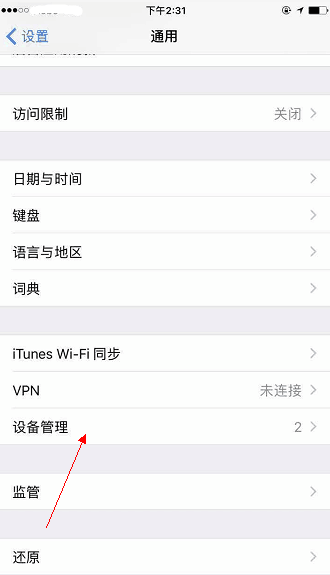 下午2:31
设置
通用
访问限制 关闭
日期与时间
键盘
语言与地区
词典
iTunes Wi-Fi 同步
VPN 未连接
设备管理 2
监管
还原